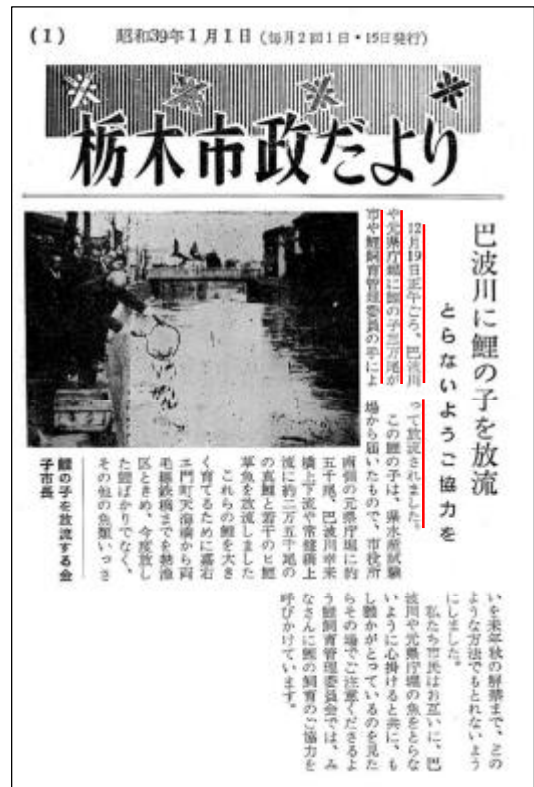 (1)
昭和39年1月1日(毎月2回1日・15日発行)
栃木市政だより
巴波川に鯉の子を放流
とらないようご協力を
12月19日正午ごろ、巴波川
や元県庁堀に鯉の子三万尾が
市や鯉飼育管理委員の手によ
って放流されました。
この鯉の子は、県水産試験
場から届いたもので、市役所
南側の元県庁堀に約
五千尾、巴波川幸来
橋上下流や常盤橋上
流に約二万五千尾の
の真鯉と若干のヒ鯉
草魚を放流しました
これらの鯉を大き
く育てるために嘉右
エ門町天海橋から両
毛線鉄橋までを禁漁
区ときめ、今度放し
た鯉ばかりでなく、
その他の魚類いっさ
いを来年秋の解禁まで、どの
ような方法でもとれないよう
にしました。
私たち市民はお互いに、巴
波川や元県庁堀の魚をとらな
いように心掛けると共に、も
し誰かがとっているのを見た
らその場でご注意くださるよ
う鯉飼育管理委員会では、み
なさんに鯉の飼育のご協力を
呼びかけています。
鯉の子を放流する金
子市長